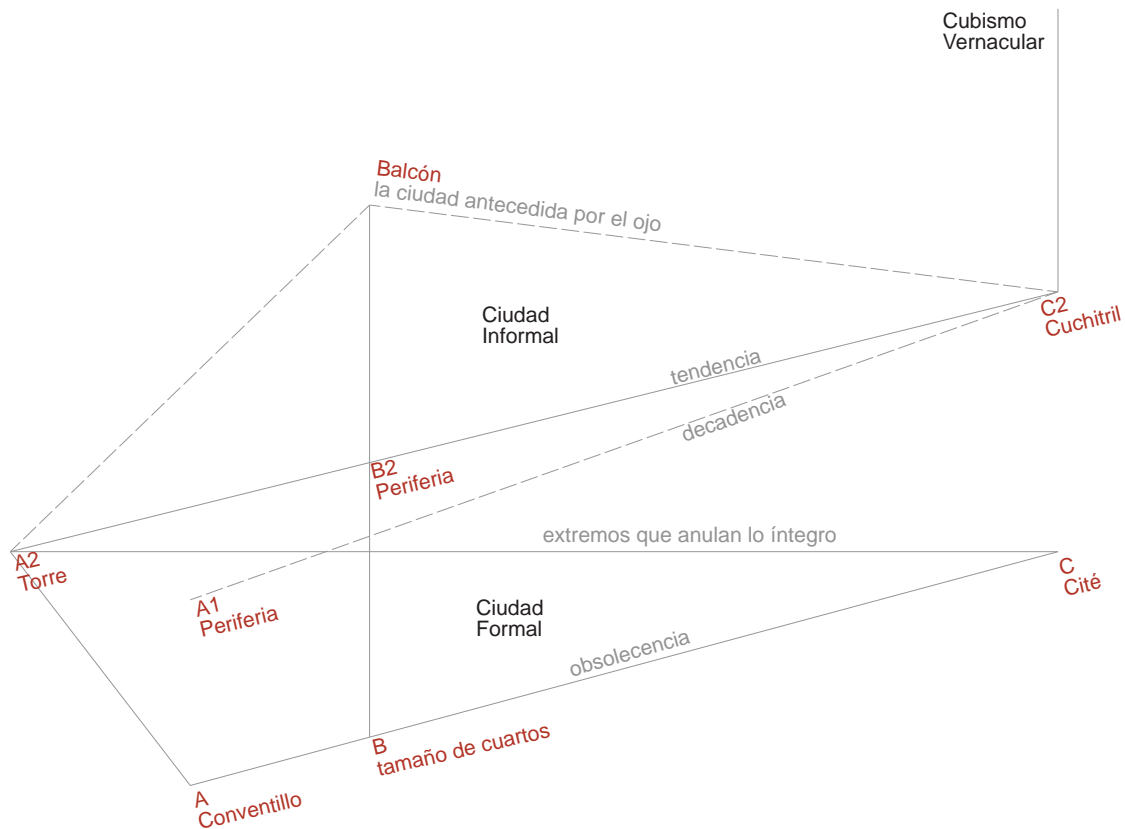 Cubismo
Vernacular
Balcón
la ciudad antecedida por el ojo
Ciudad
Informal
C2
Cuchitril
tendencia
decadencia
B2
Periferia
extremos que anulan lo íntegro
A2
Torre
C
Cité
A1
Periferia
Ciudad
Formal
obsolecencia
B
tamaño de cuartos
A
Conventillo